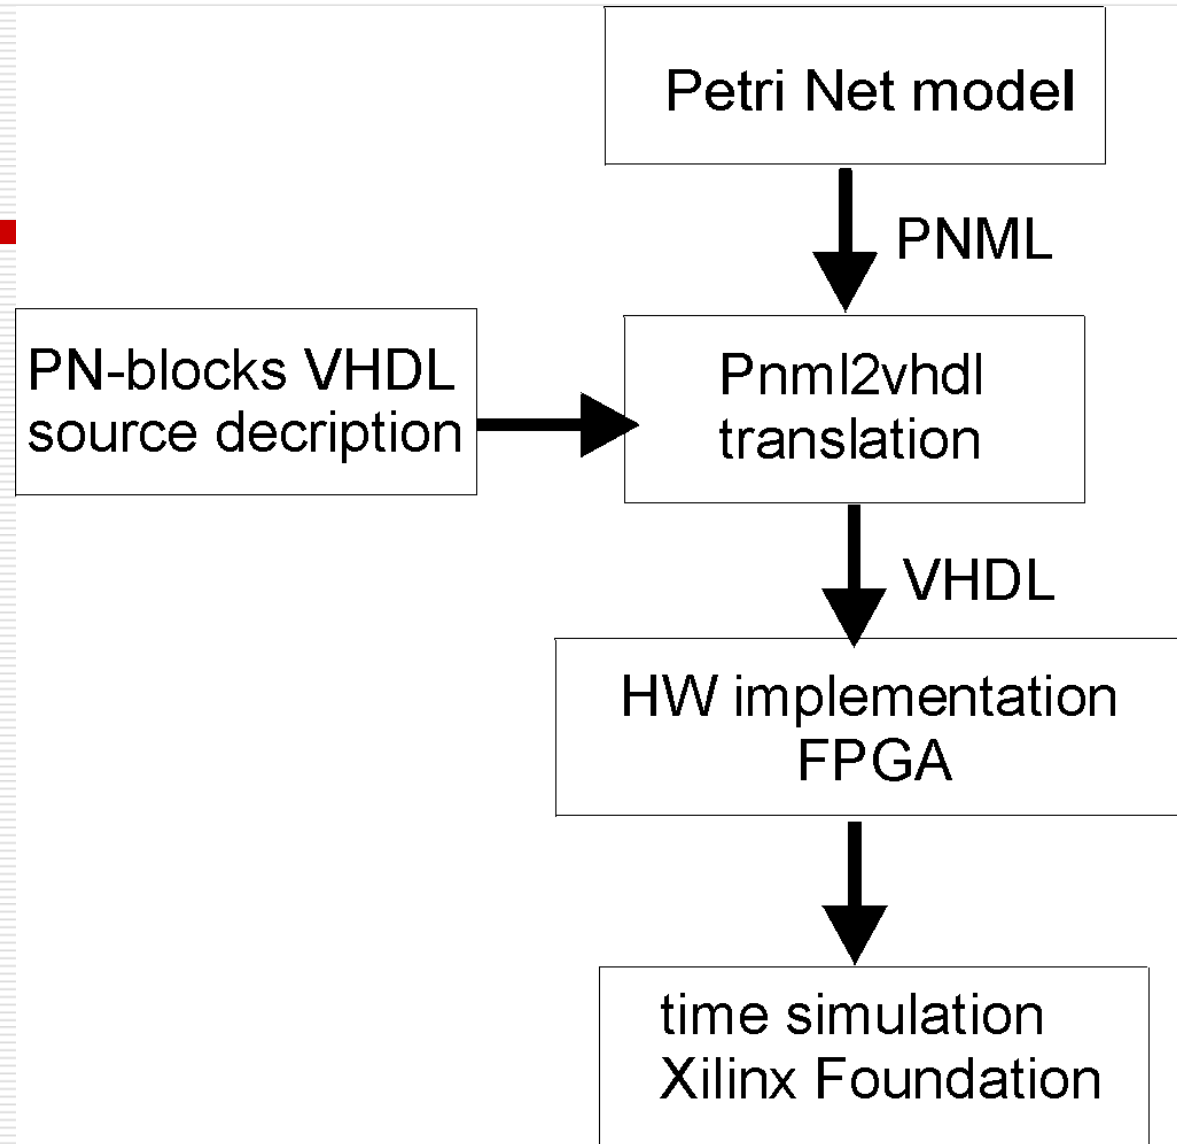 Petri Net model
PNML
PN-blocks VHDL
source decription
Pnml2vhdl
translation
VHDL
HW implementation
FPGA
time simulation
Xilinx Foundation